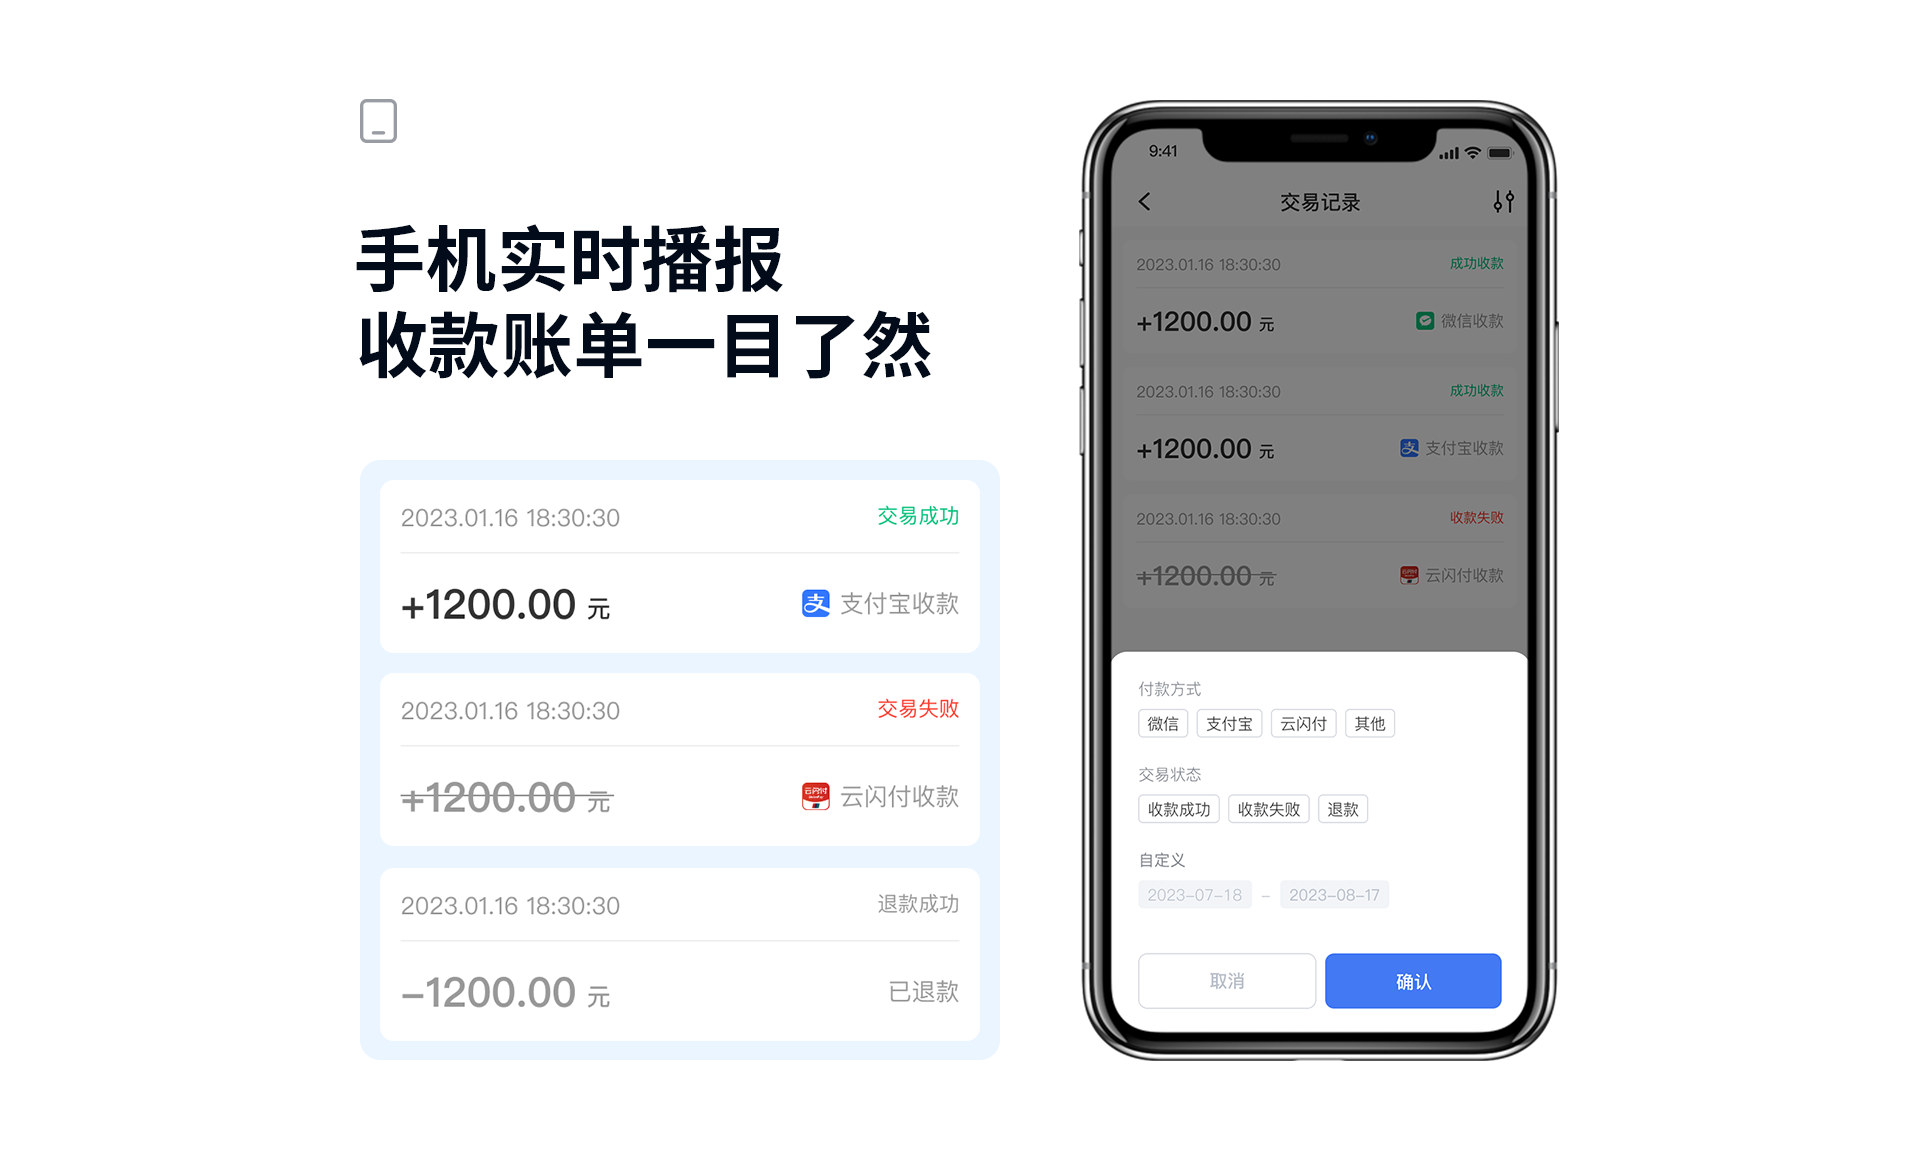 手机实时播报
收款账单一目了然
2023.01.16 18:30:30 交易成功
+1200.00 元 支付宝收款
2023.01.16 18:30:30 交易失败
+1200.00 元 云闪付收款
2023.01.16 18:30:30 退款成功
-1200.00 元 已退款
9:41
交易记录
2023.01.16 18:30:30 成功收款
+1200.00 元 微信收款
2023.01.16 18:30:30 成功收款
+1200.00 元 支付宝收款
2023.01.16 18:30:30 收款失败
+1200.00 元 云闪付收款
付款方式
微信 支付宝 云闪付 其他
交易状态
收款成功 收款失败 退款
自定义
2023-07-18 - 2023-08-17
取消 确认